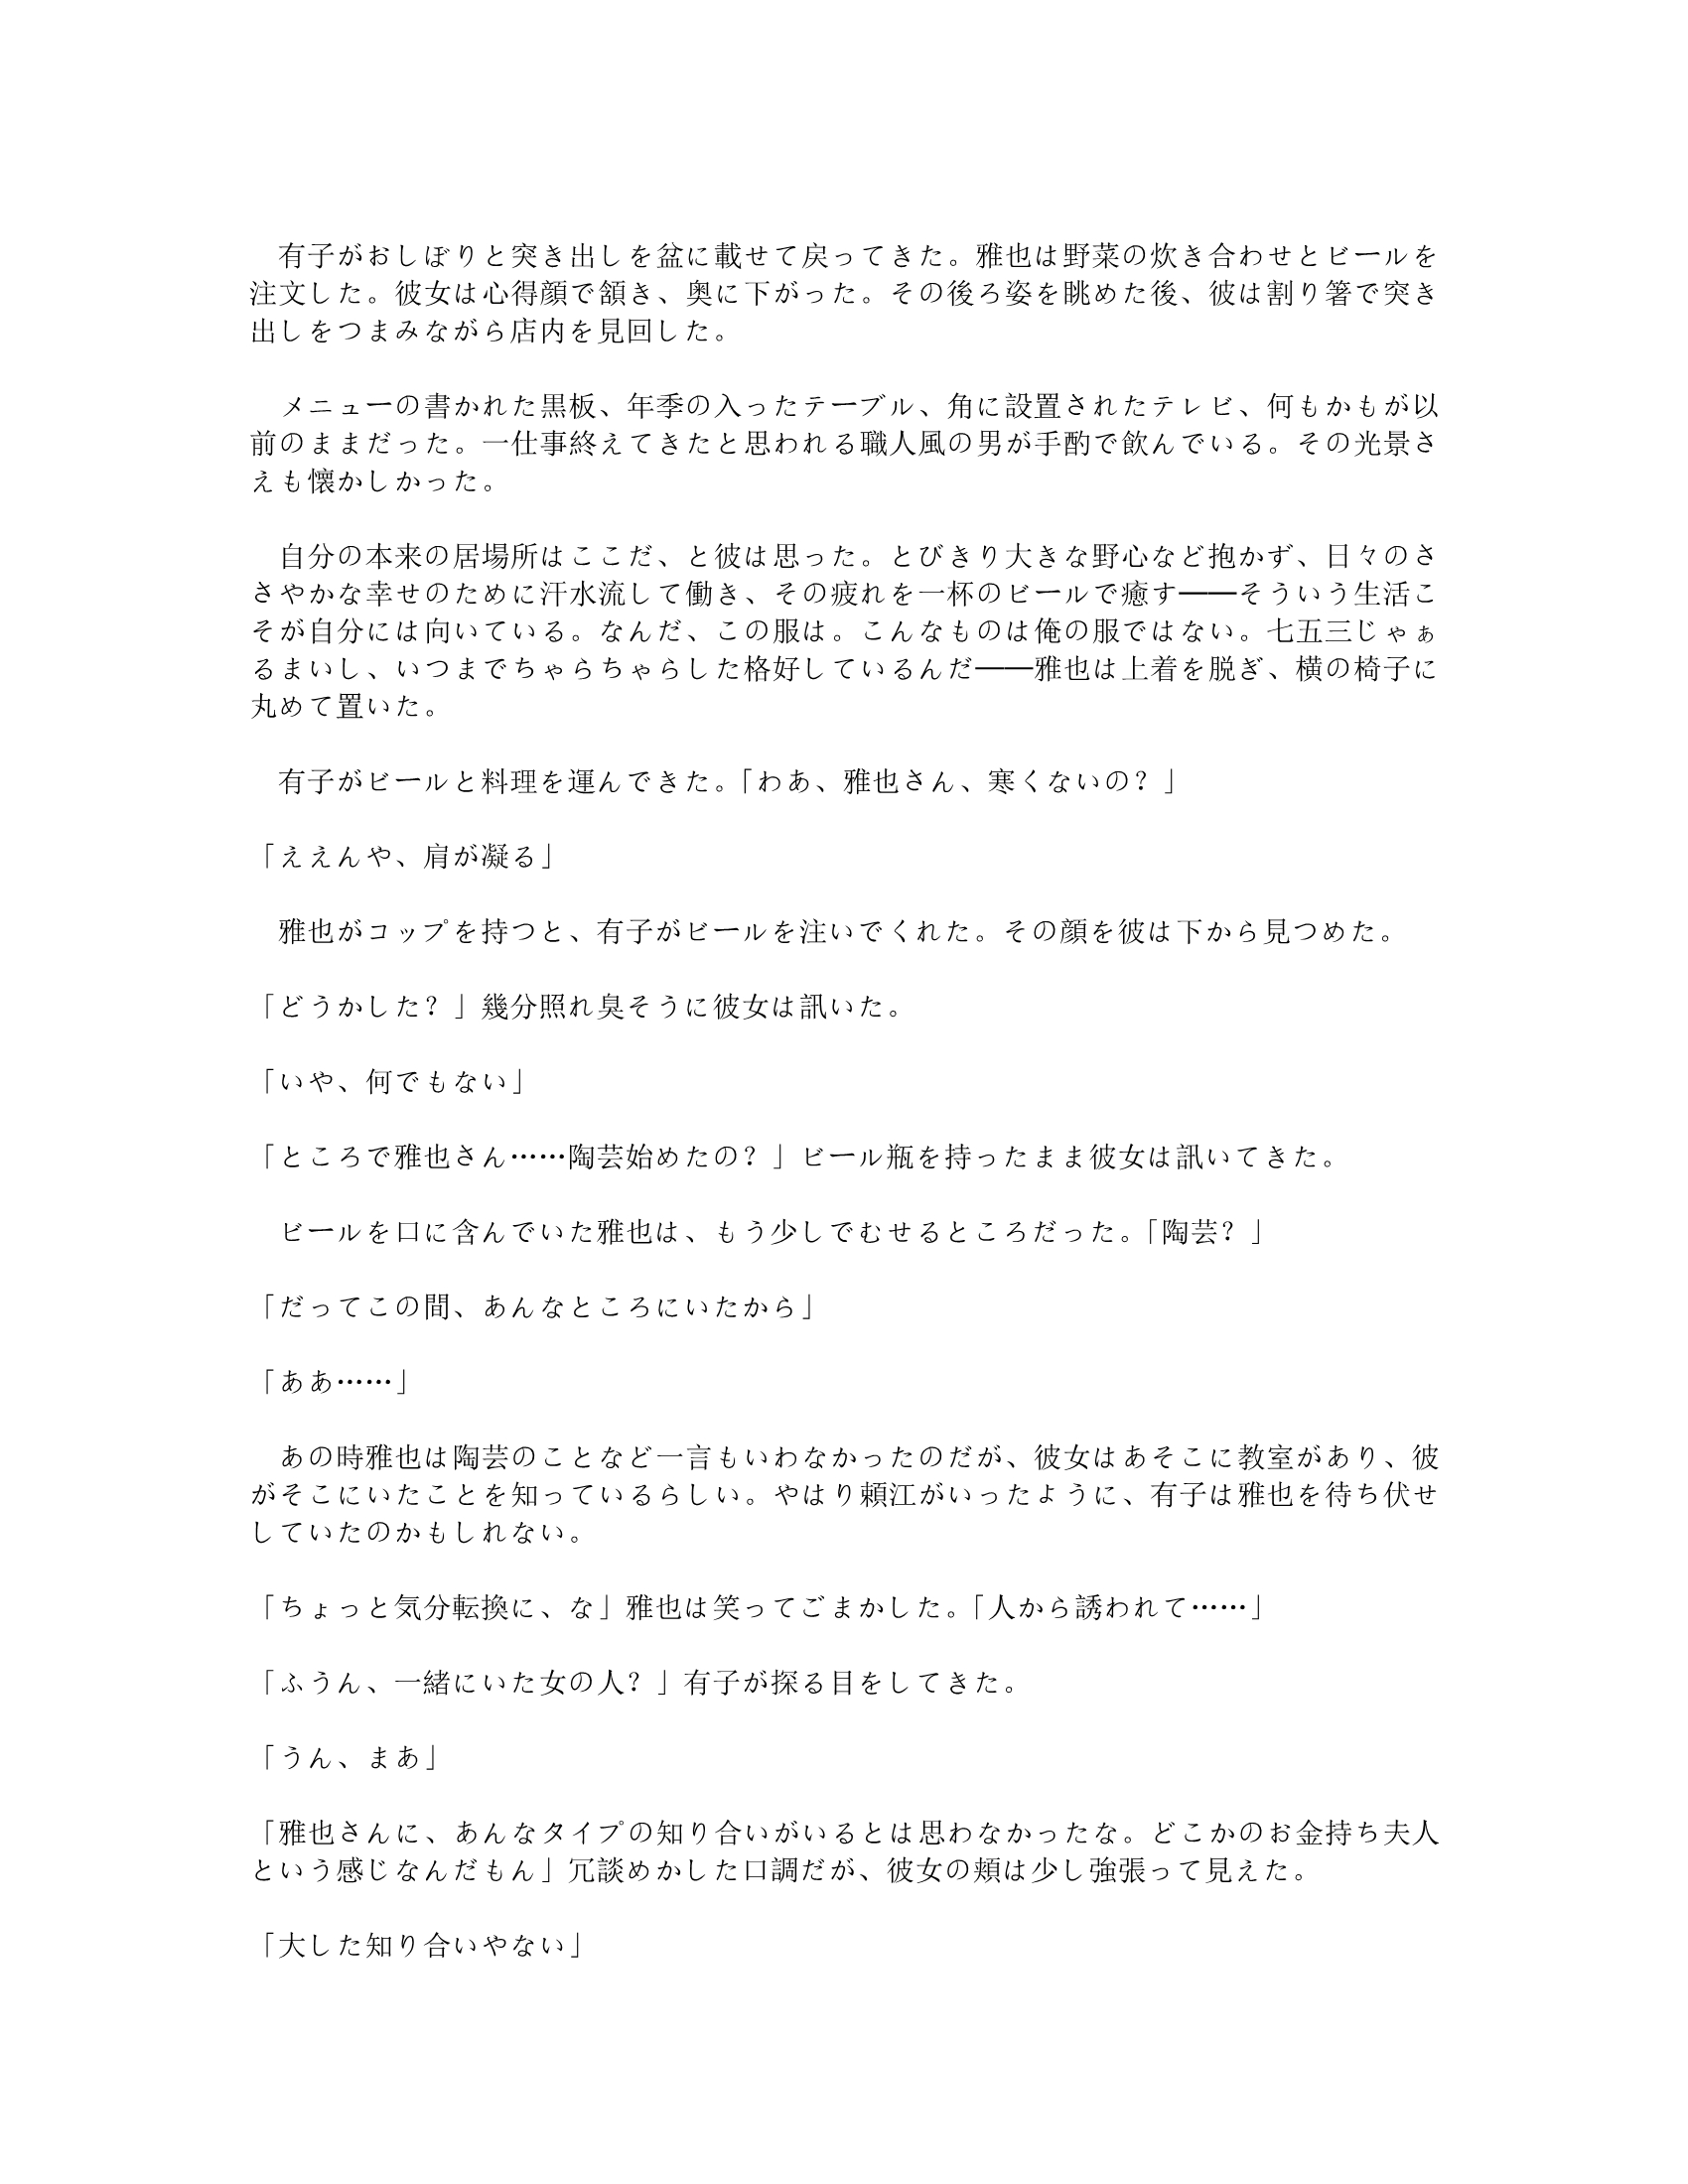 有子がおしぼりと突き出しを盆に載せて戻ってきた。雅也は野菜の炊き合わせとビールを
注文した。彼女は心得顔で頷き、奥に下がった。その後ろ姿を眺めた後、彼は割り箸で突き
出しをつまみながら店内を見回した。
　メニューの書かれた黒板、年季の入ったテーブル、角に設置されたテレビ、何もかもが以
前のままだった。一仕事終えてきたと思われる職人風の男が手酌で飲んでいる。その光景さ
えも懐かしかった。
　自分の本来の居場所はここだ、と彼は思った。とびきり大きな野心など抱かず、日々のさ
さやかな幸せのために汗水流して働き、その疲れを一杯のビールで癒す――そういう生活こ
そが自分には向いている。なんだ、この服は。こんなものは俺の服ではない。七五三じゃぁ
るまいし、いつまでちゃらちゃらした格好しているんだ――雅也は上着を脱ぎ、横の椅子に
丸めて置いた。
　有子がビールと料理を運んできた。「わあ、雅也さん、寒くないの？」
「ええんや、肩が凝る」
　雅也がコップを持つと、有子がビールを注いでくれた。その顔を彼は下から見つめた。
「どうかした？」幾分照れ臭そうに彼女は訊いた。
「いや、何でもない」
「ところで雅也さん……陶芸始めたの？」ビール瓶を持ったまま彼女は訊いてきた。
　ビールを口に含んでいた雅也は、もう少しでむせるところだった。「陶芸？」
「だってこの間、あんなところにいたから」
「ああ……」
　あの時雅也は陶芸のことなど一言もいわなかったのだが、彼女はあそこに教室があり、彼
がそこにいたことを知っているらしい。やはり頼江がいったように、有子は雅也を待ち伏せ
していたのかもしれない。
「ちょっと気分転換に、な」雅也は笑ってごまかした。「人から誘われて……」
「ふうん、一緒にいた女の人？」有子が探る目をしてきた。
「うん、まあ」
「雅也さんに、あんなタイプの知り合いがいるとは思わなかったな。どこかのお金持ち夫人
という感じなんだもん」冗談めかした口調だが、彼女の頬は少し強張って見えた。
「大した知り合いやない」